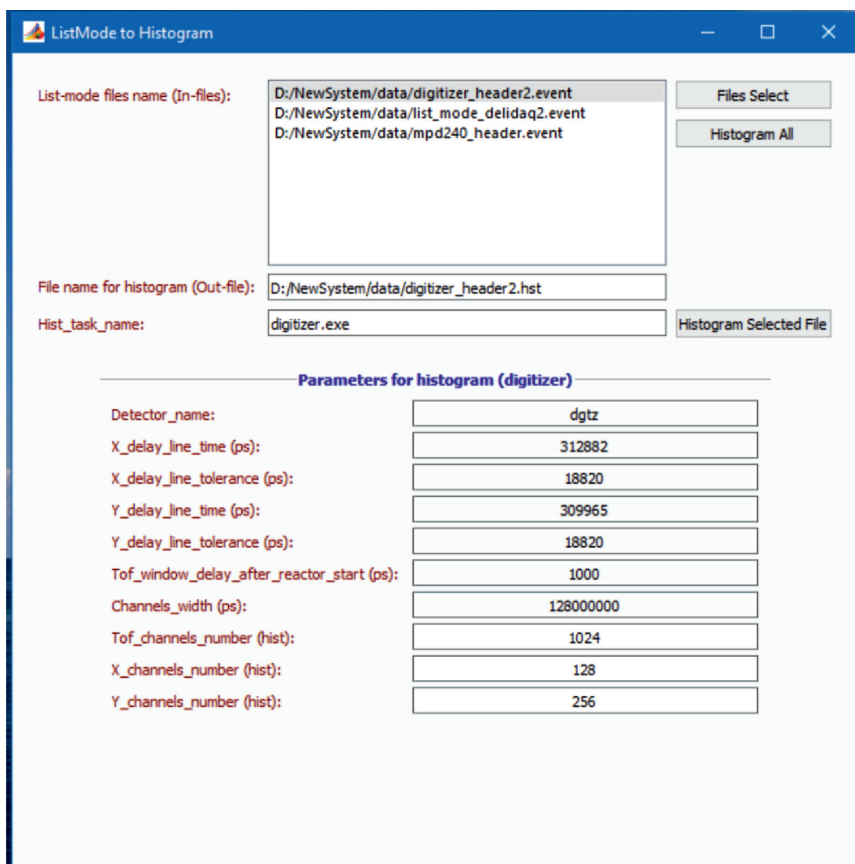 ListMode to Histogram
List-mode files name (In-files):
D:/NewSystem/data/digitizer_header2.event
D:/NewSystem/data/list_mode_delidaq2.event
D:/NewSystem/data/mpd240_header.event
Files Select
Histogram All
File name for histogram (Out-file): D:/NewSystem/data/digitizer_header2.hst
Hist_task_name: digitizer.exe Histogram Selected File
Parameters for histogram (digitizer)
Detector_name: dgtz
X_delay_line_time (ps): 312882
X_delay_line_tolerance (ps): 18820
Y_delay_line_time (ps): 309965
Y_delay_line_tolerance (ps): 18820
Tof_window_delay_after_reactor_start (ps): 1000
Channels_width (ps): 128000000
Tof_channels_number (hist): 1024
X_channels_number (hist): 128
Y_channels_number (hist): 256